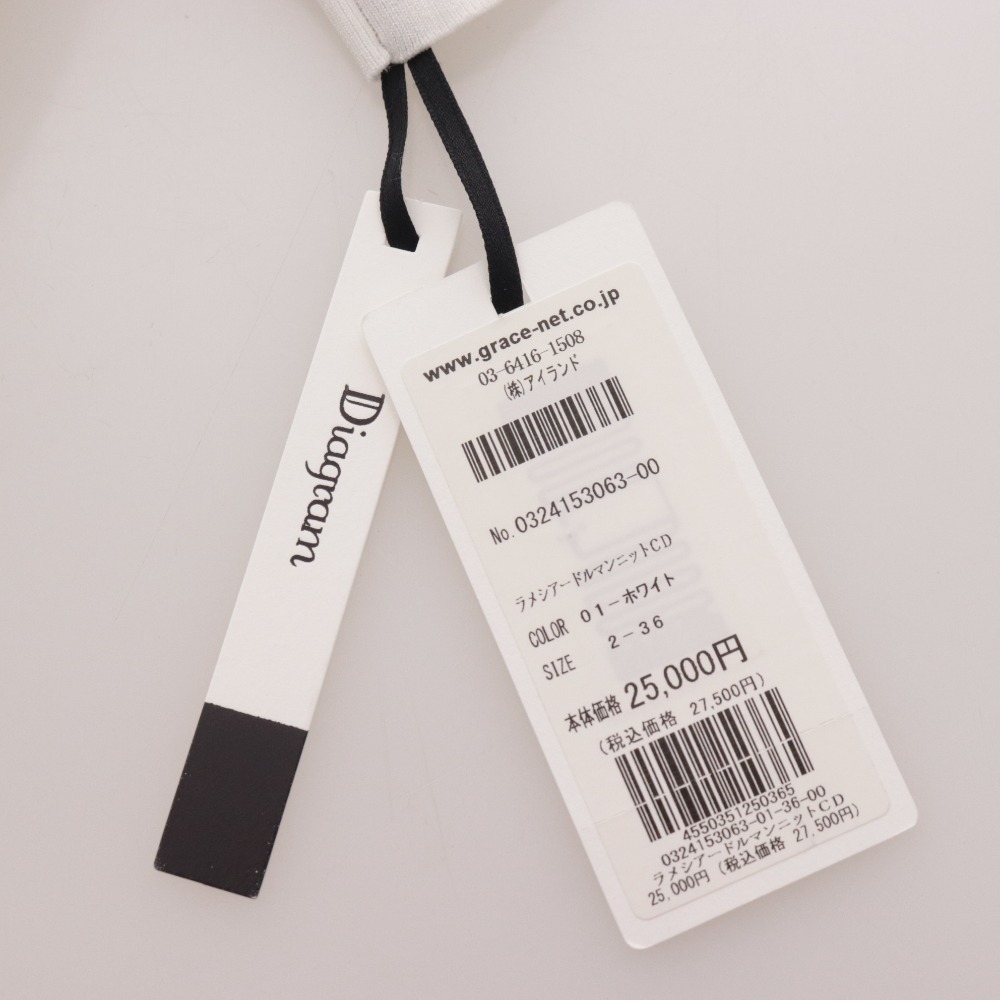 Diagram
www.grace-net.co.jp
03-6416-1508
(株)アイランド
No.0324153063-00
ラメシアードルマンニットCD
COLOR 01-ホワイト
SIZE 2-36
本体価格 25,000円
(税込価格 27,500円)
4550351250365
0324153063-01-36-00
ラメシアードルマンニットCD
25,000円 (税込価格 27,500円)